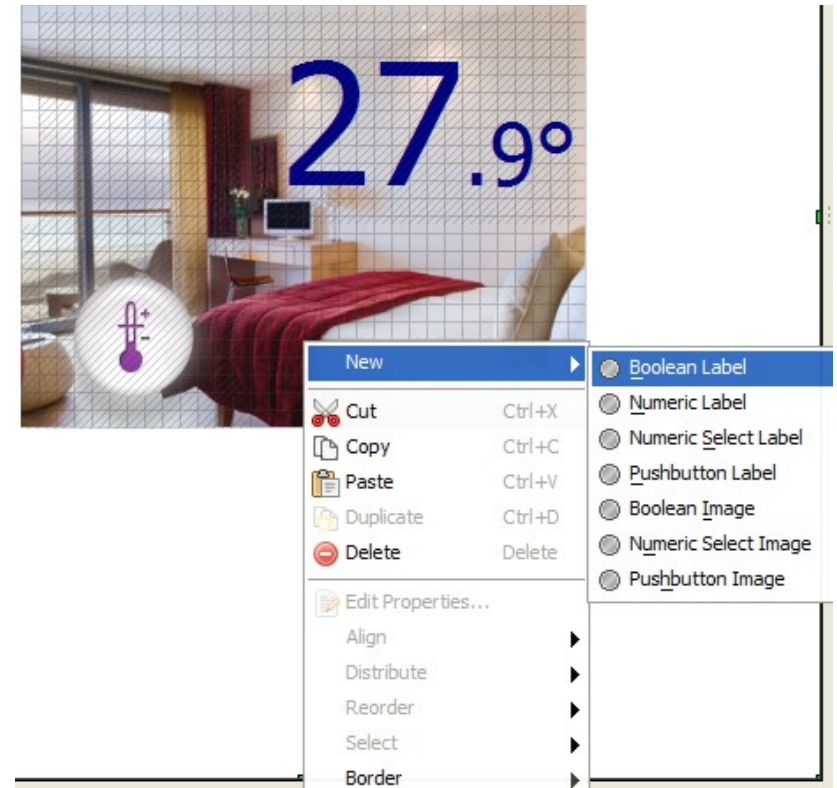 27.9°
New
Cut Ctrl+X
Copy Ctrl+C
Paste Ctrl+V
Duplicate Ctrl+D
Delete Delete
Edit Properties...
Align
Distribute
Reorder
Select
Border
Boolean Label
Numeric Label
Numeric Select Label
Pushbutton Label
Boolean Image
Numeric Select Image
Pushbutton Image